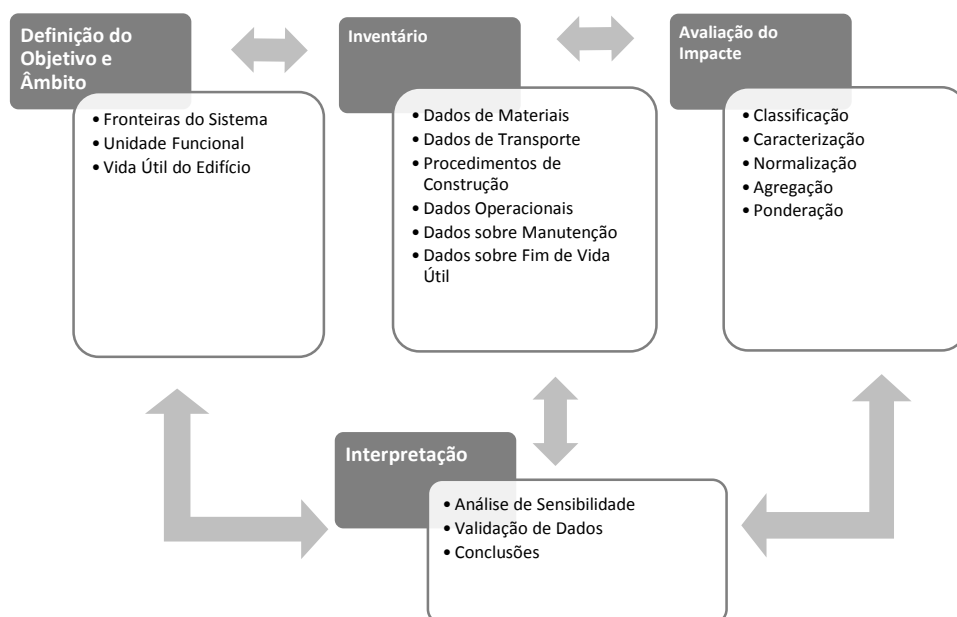 Definição do
Objetivo e
Âmbito
• Fronteiras do Sistema
• Unidade Funcional
• Vida Útil do Edifício
Inventário
• Dados de Materiais
• Dados de Transporte
• Procedimentos de
Construção
• Dados Operacionais
• Dados sobre Manutenção
• Dados sobre Fim de Vida
Útil
Avaliação do
Impacte
• Classificação
• Caracterização
• Normalização
• Agregação
• Ponderação
Interpretação
• Análise de Sensibilidade
• Validação de Dados
• Conclusões